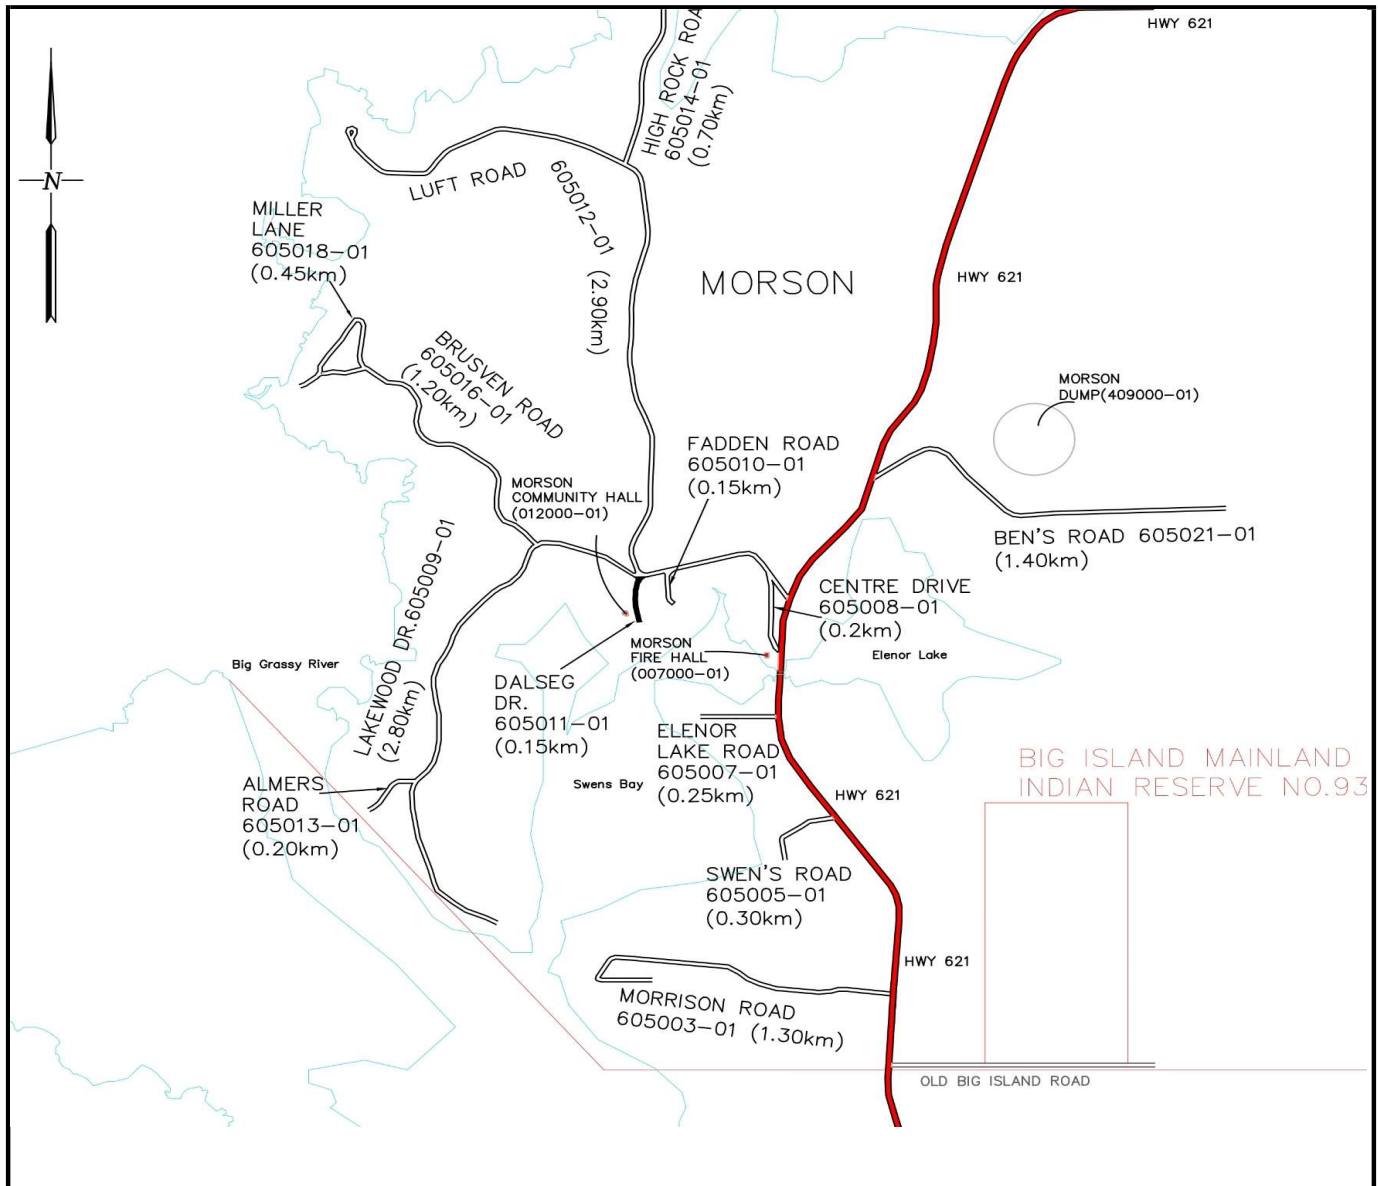 HWY 621
HIGH ROCK ROA
605014-01
(0.70km)
N
LUFT ROAD
605012-01 (2.90km)
MILLER
LANE
605018-01
(0.45km)
MORSON
HWY 621
BRUSVEN ROAD
605016-01
(1.20km)
MORSON
DUMP(409000-01)
FADDEN ROAD
605010-01
(0.15km)
MORSON
COMMUNITY HALL
(012000-01)
BEN'S ROAD 605021-01
(1.40km)
LAKEWOOD DR.605009-01
(2.80km)
CENTRE DRIVE
605008-01
(0.2km)
MORSON
FIRE HALL
(007000-01)
Elenor Lake
Big Grassy River
DALSEG
DR.
605011-01
(0.15km)
ELENOR
LAKE ROAD
605007-01
(0.25km)
BIG ISLAND MAINLAND
INDIAN RESERVE NO.93
Swens Bay
ALMERS
ROAD
605013-01
(0.20km)
HWY 621
SWEN'S ROAD
605005-01
(0.30km)
HWY 621
MORRISON ROAD
605003-01 (1.30km)
OLD BIG ISLAND ROAD